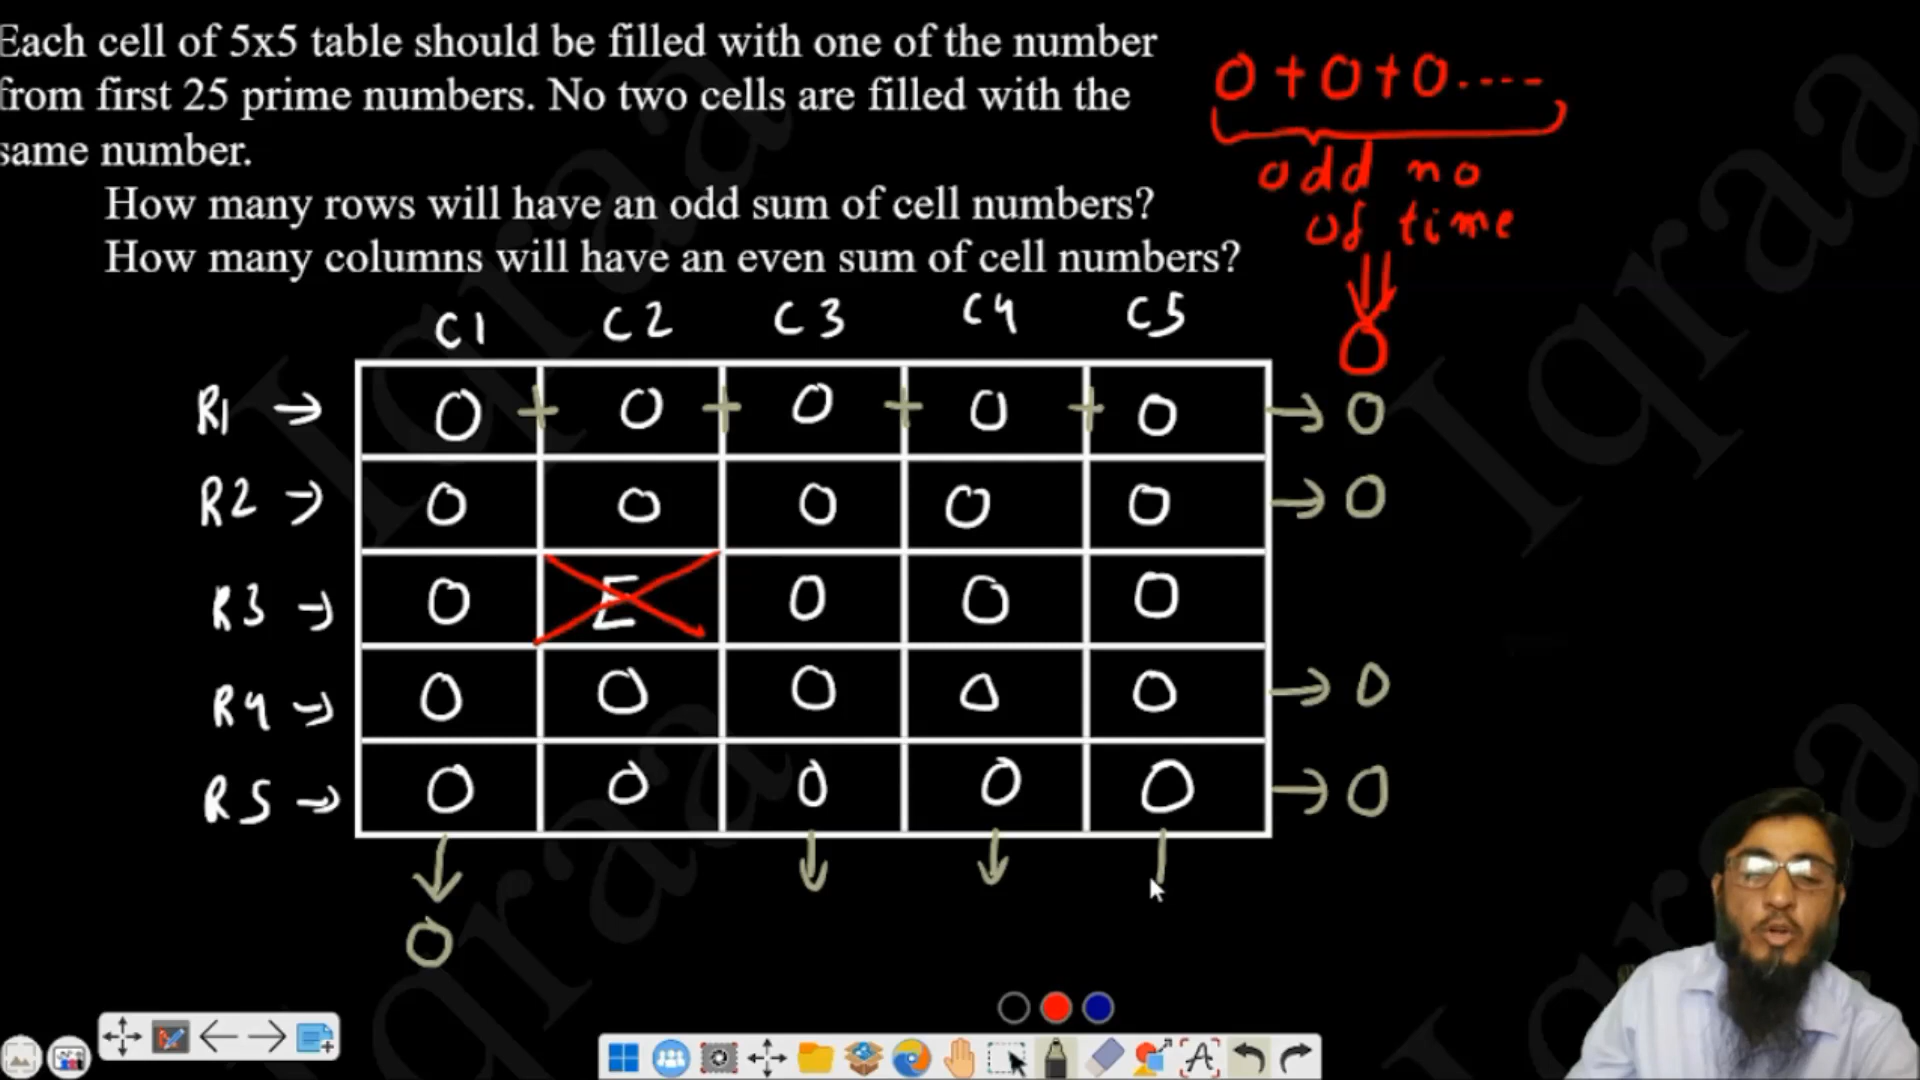 Each cell of 5x5 table should be filled with one of the number
from first 25 prime numbers. No two cells are filled with the
same number.
How many rows will have an odd sum of cell numbers?
How many columns will have an even sum of cell numbers?
O + O + O ----
odd no
of time
O
C1 C2 C3 C4 C5
R1 → O + O + O + O + O → O
R2 → O O O O O → O
R3 → O E O O O
R4 → O O O O O → O
R5 → O O O O O → O
O
Iqraa
Iqraa
Iqraa